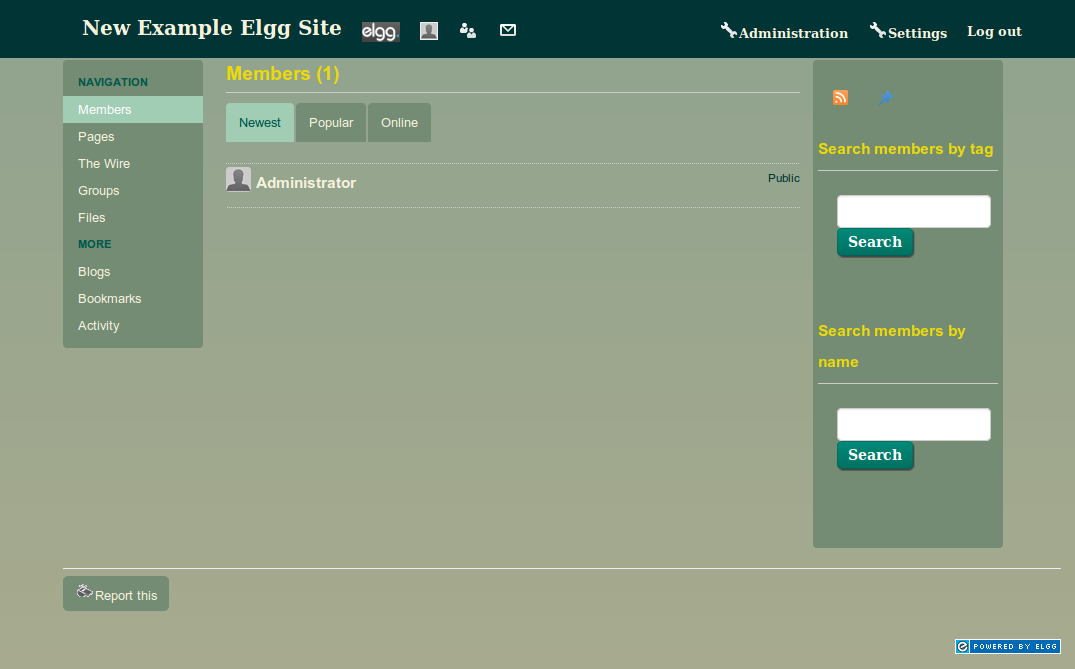 New Example Elgg Site
elgg.
Administration
Settings
Log out
NAVIGATION
Members
Pages
The Wire
Groups
Files
MORE
Blogs
Bookmarks
Activity
Members (1)
Newest
Popular
Online
Administrator
Public
Search members by tag
Search
Search members by
name
Search
Report this
POWERED BY ELGG